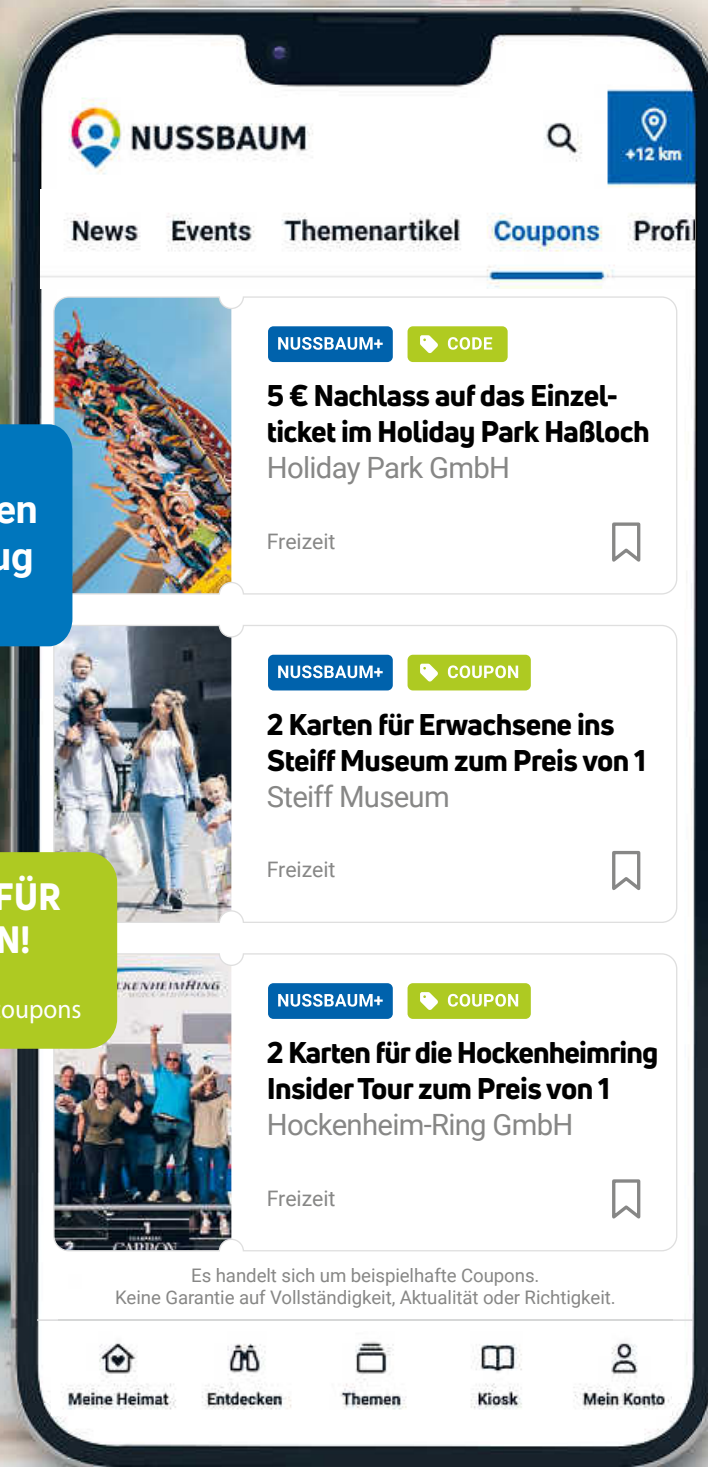 NUSSBAUM
+12 km
News Events Themenartikel Coupons Profil
NUSSBAUM+ CODE
5 € Nachlass auf das Einzel-
ticket im Holiday Park Haßloch
Holiday Park GmbH
Freizeit
en
ug
NUSSBAUM+ COUPON
2 Karten für Erwachsene ins
Steiff Museum zum Preis von 1
Steiff Museum
Freizeit
FÜR
N!
oupons
CKENHEIMRING
NUSSBAUM+ COUPON
2 Karten für die Hockenheimring
Insider Tour zum Preis von 1
Hockenheim-Ring GmbH
Freizeit
1
2
CARBON
Es handelt sich um beispielhafte Coupons.
Keine Garantie auf Vollständigkeit, Aktualität oder Richtigkeit.
Meine Heimat Entdecken Themen Kiosk Mein Konto